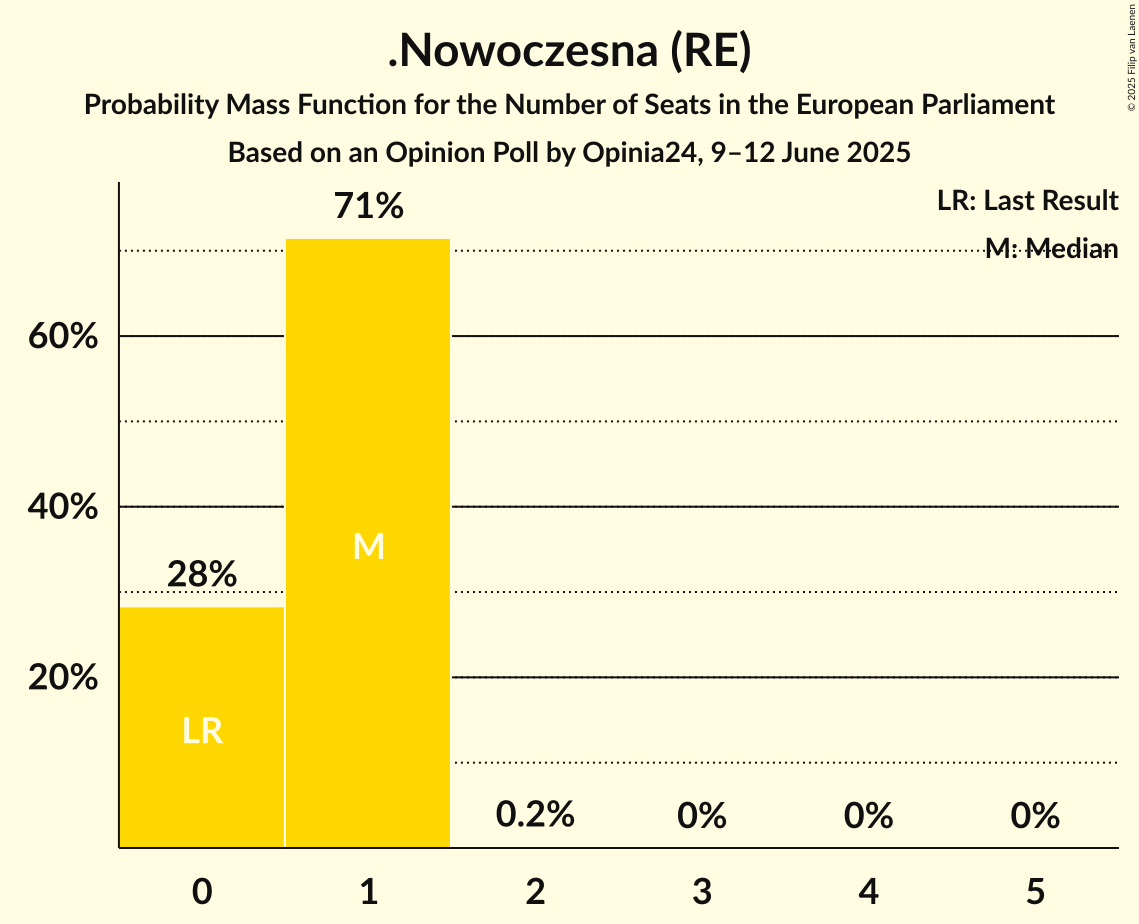 .Nowoczesna (RE)
Probability Mass Function for the Number of Seats in the European Parliament
Based on an Opinion Poll by Opinia24, 9–12 June 2025
© 2025 Filip van Laenen
LR: Last Result
M: Median
71%
60%
40%
28%
20%
M
LR
0.2%
0%
0%
0%
0
1
2
3
4
5